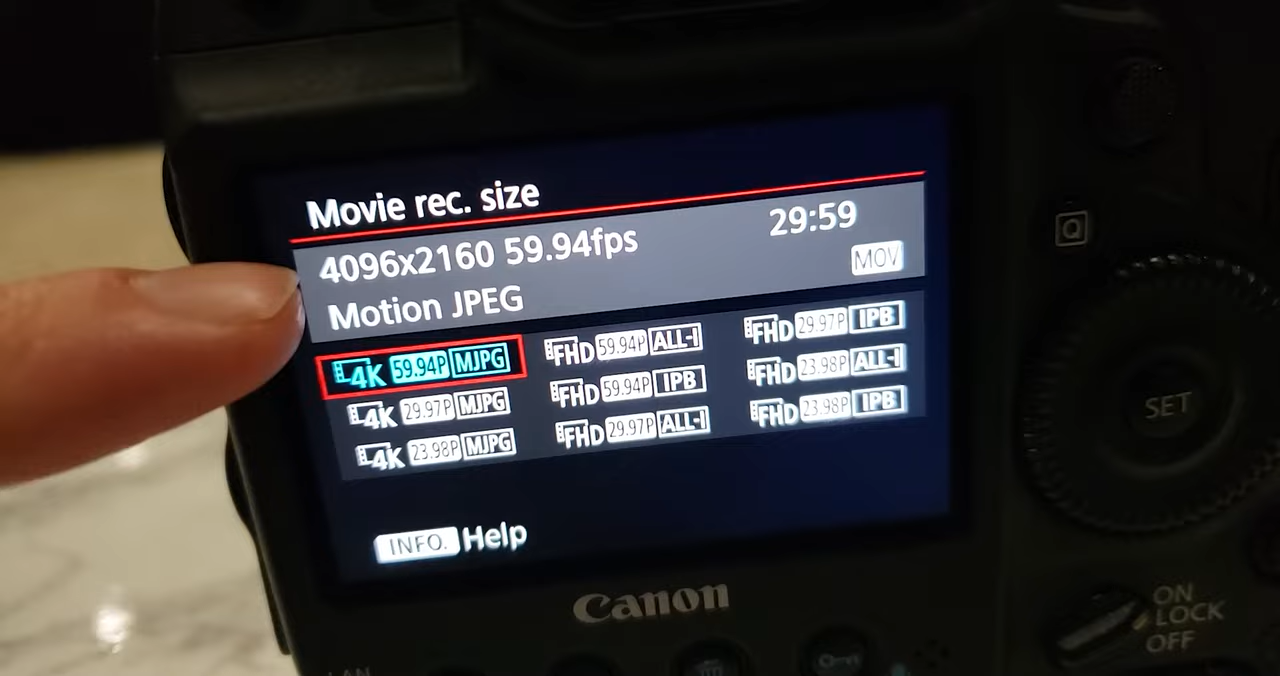 Movie rec. size
4096x2160 59.94fps 29:59
Motion JPEG MOV
4K 59.94P MJPG FHD 59.94P ALL-I FHD 29.97P IPB
4K 29.97P MJPG FHD 59.94P IPB FHD 23.98P ALL-I
4K 23.98P MJPG FHD 29.97P ALL-I FHD 23.98P IPB
INFO. Help
Canon
Q
SET
ON
LOCK
OFF
LAN